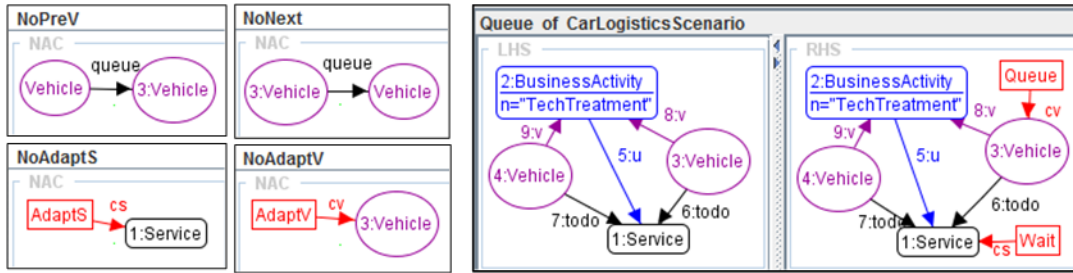 NoPreV
NAC
queue
Vehicle
3:Vehicle
NoNext
NAC
queue
3:Vehicle
Vehicle
NoAdaptS
NAC
AdaptS
cs
1:Service
NoAdaptV
NAC
AdaptV
cv
3:Vehicle
Queue of CarLogisticsScenario
LHS
2:BusinessActivity
n="TechTreatment"
9:v
8:v
5:u
4:Vehicle
3:Vehicle
7:todo
6:todo
1:Service
RHS
2:BusinessActivity
n="TechTreatment"
Queue
cv
9:v
8:v
5:u
4:Vehicle
3:Vehicle
7:todo
6:todo
1:Service
cs
Wait